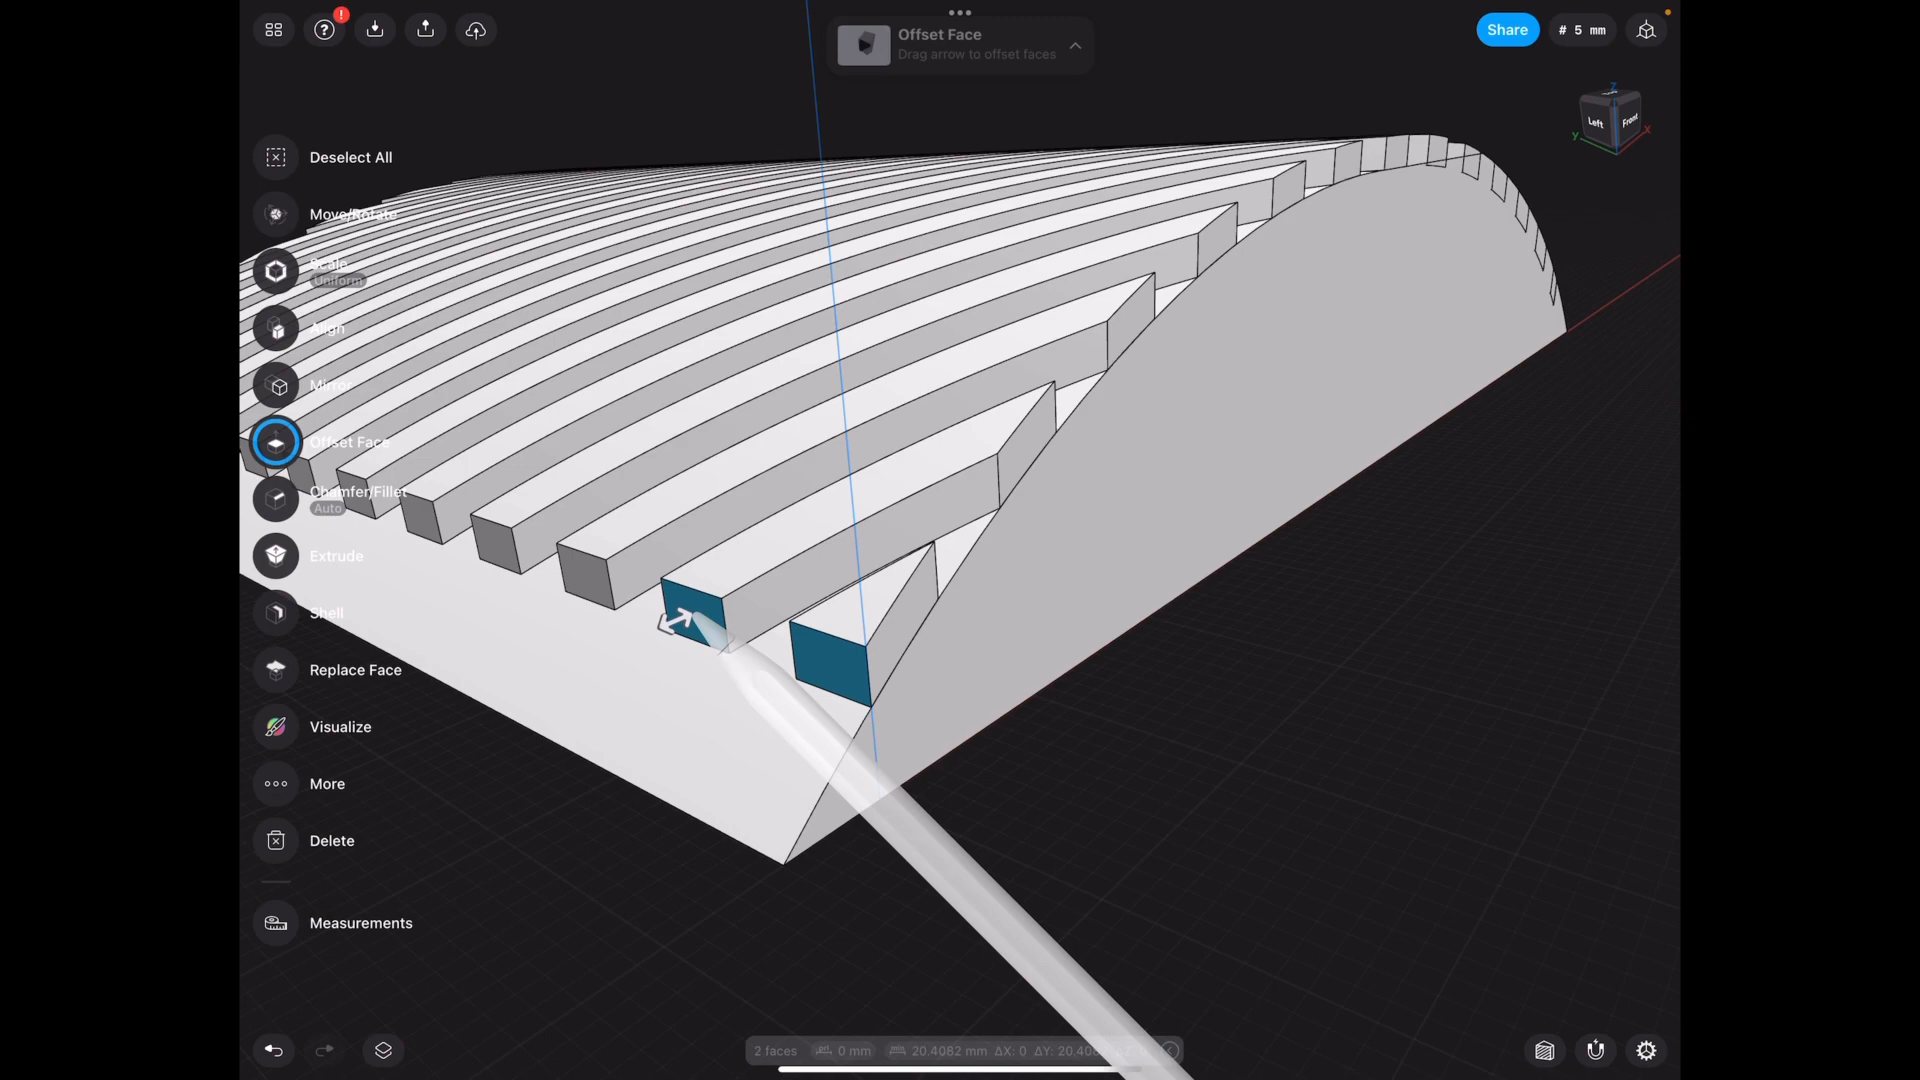 Offset Face
Drag arrow to offset faces
Share
# 5 mm
Z
Left
Front
Y
X
Deselect All
Move/Rotate
Scale
Uniform
Align
Mirror
Offset Face
Chamfer/Fillet
Auto
Extrude
Shell
Replace Face
Visualize
More
Delete
Measurements
2 faces
0 mm
min
20.4082 mm ΔX: 0 ΔY: 20.408